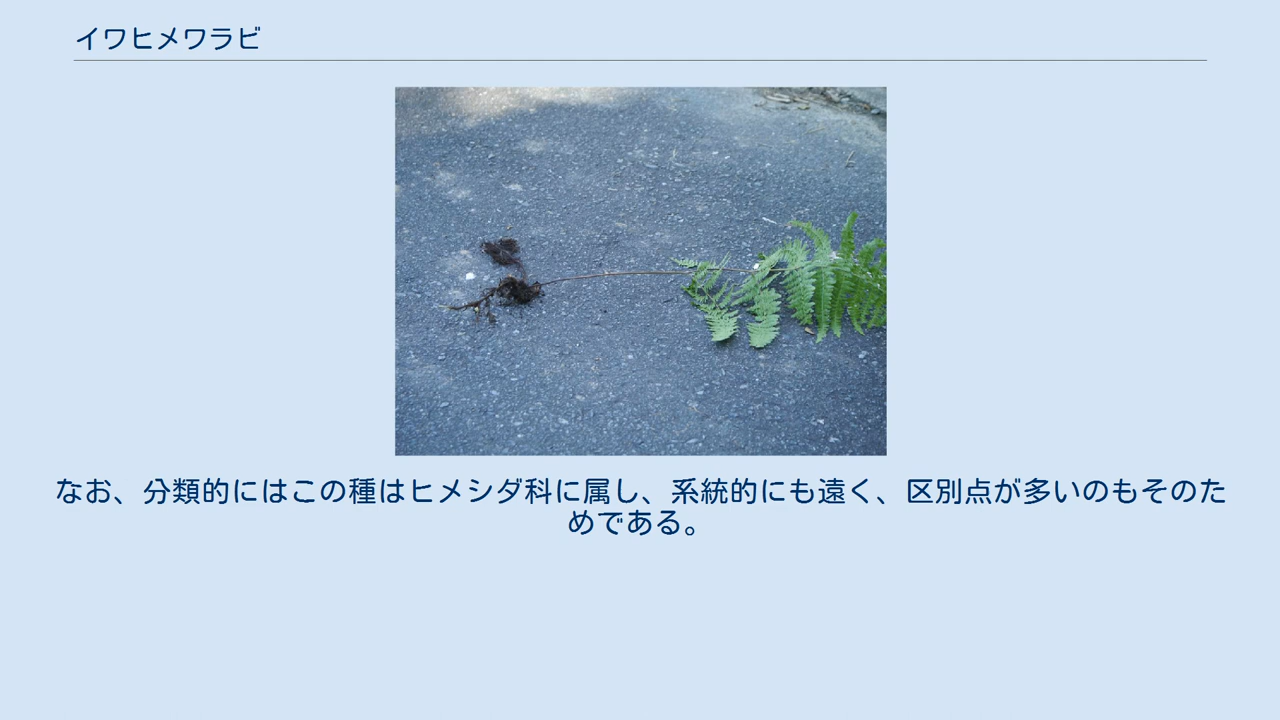 イワヒメワラビ
なお、分類的にはこの種はヒメシダ科に属し、系統的にも遠く、区別点が多いのもそのた
めである。